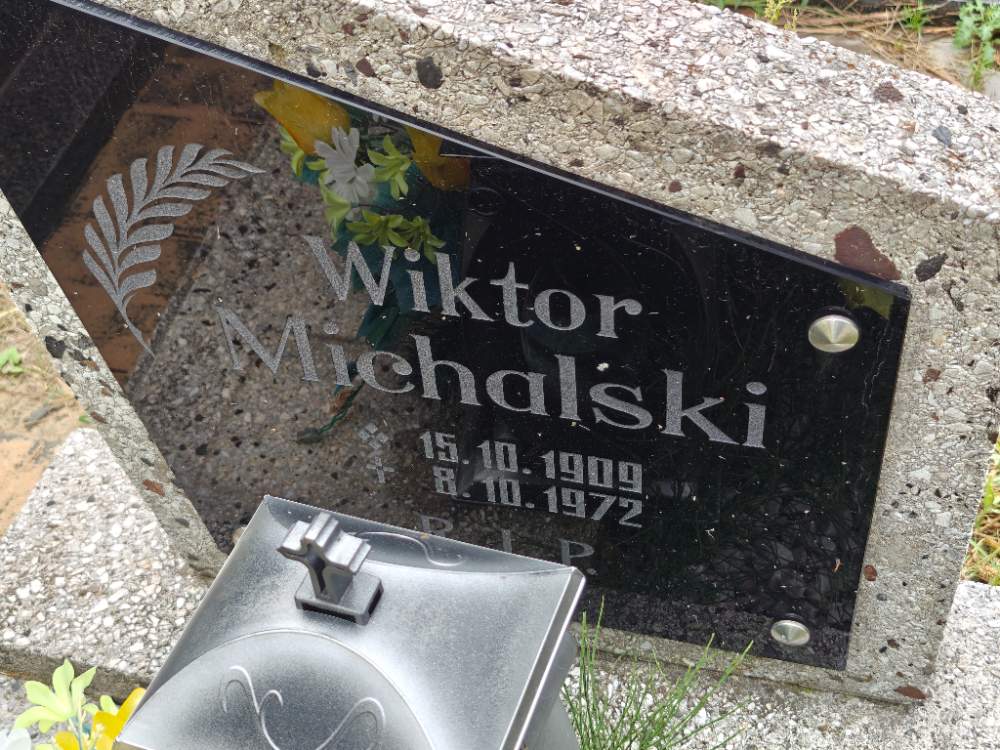 Wiktor
Michalski
15.10.1909
8.10.1972
R. I. P.